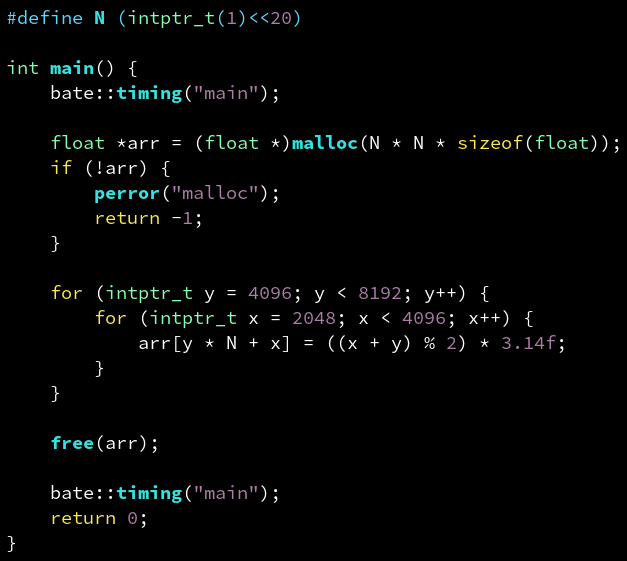 #define N (intptr_t(1)<<20)
int main() {
    bate::timing("main");
    float *arr = (float *)malloc(N * N * sizeof(float));
    if (!arr) {
        perror("malloc");
        return -1;
    }
    for (intptr_t y = 4096; y < 8192; y++) {
        for (intptr_t x = 2048; x < 4096; x++) {
            arr[y * N + x] = ((x + y) % 2) * 3.14f;
        }
    }
    free(arr);
    bate::timing("main");
    return 0;
}